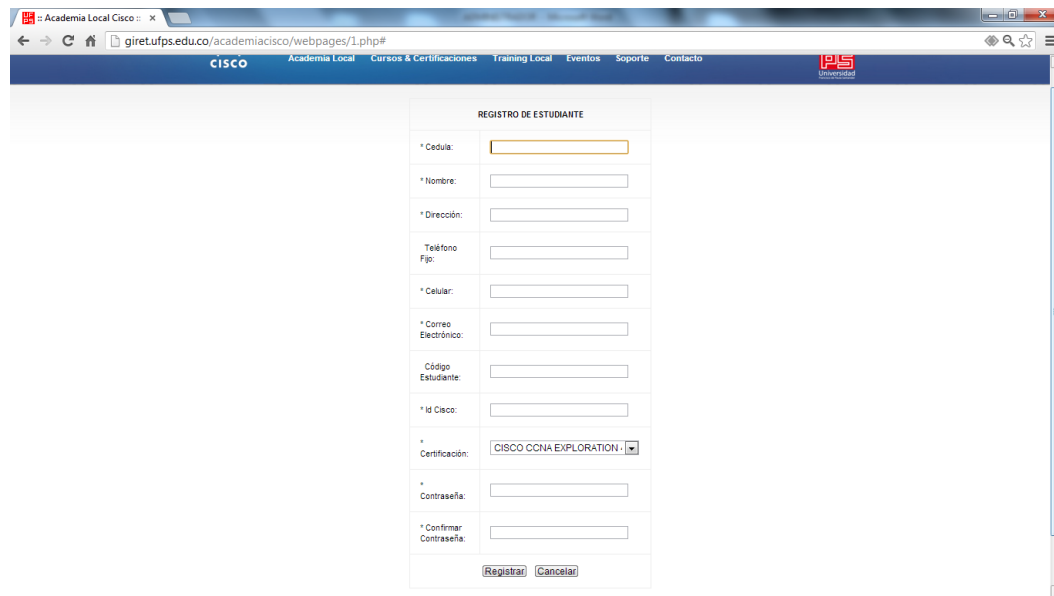 :: Academia Local Cisco ::
giret.ufps.edu.co/academiacisco/webpages/1.php#
CISCO Academia Local Cursos & Certificaciones Training Local Eventos Soporte Contacto
Universidad
REGISTRO DE ESTUDIANTE
* Cedula:
* Nombre:
* Dirección:
Teléfono
Fijo:
* Celular:
* Correo
Electrónico:
Código
Estudiante:
* Id Cisco:
*
Certificación: CISCO CCNA EXPLORATION
*
Contraseña:
* Confirmar
Contraseña:
Registrar Cancelar